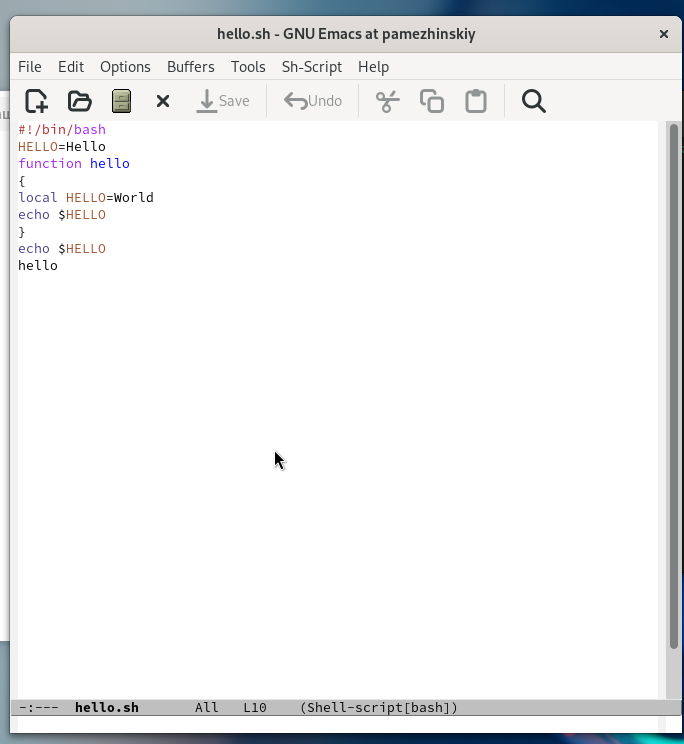 hello.sh - GNU Emacs at pamezhinskiy
File Edit Options Buffers Tools Sh-Script Help
Save Undo
#!/bin/bash
HELLO=Hello
function hello
{
local HELLO=World
echo $HELLO
}
echo $HELLO
hello
-:--- hello.sh All L10 (Shell-script[bash])